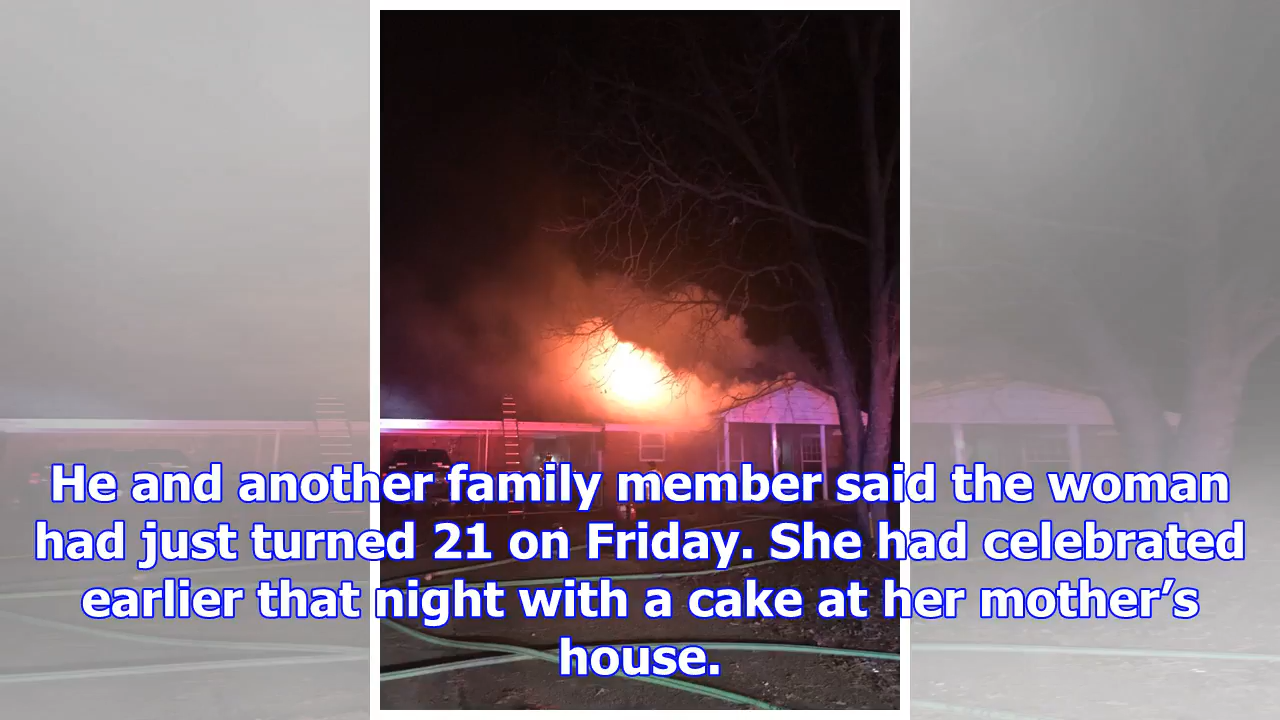 He and another family member said the woman
had just turned 21 on Friday. She had celebrated
earlier that night with a cake at her mother’s
house.